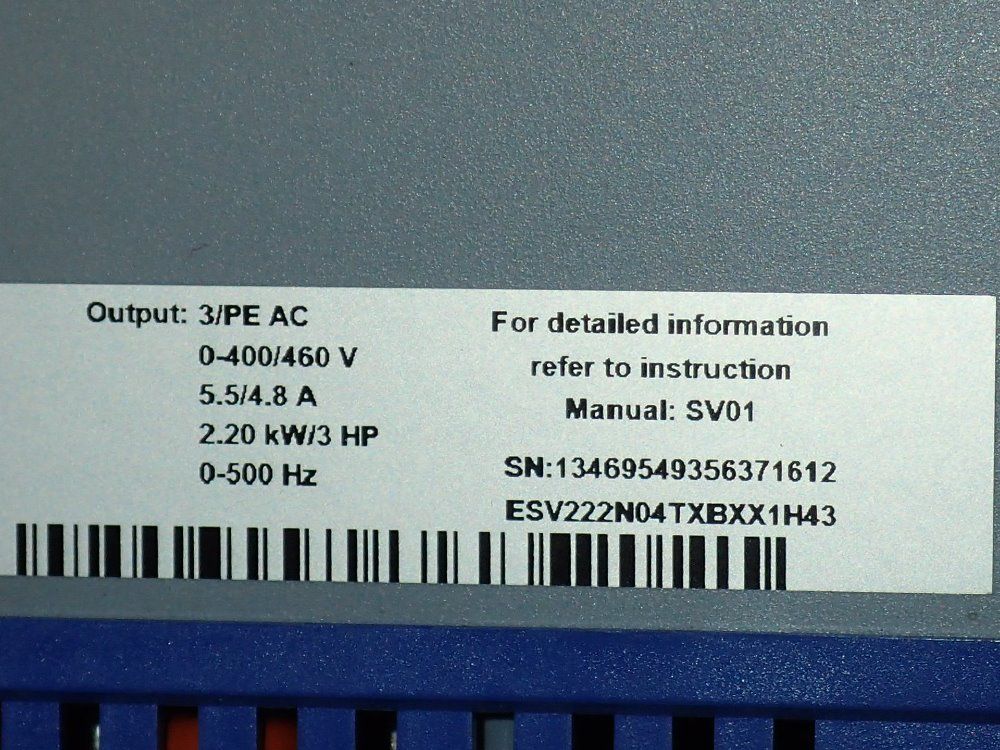 Output: 3/PE AC
0-400/460 V
5.5/4.8 A
2.20 kW/3 HP
0-500 Hz
For detailed information
refer to instruction
Manual: SV01
SN:13469549356371612
ESV222N04TXBXX1H43